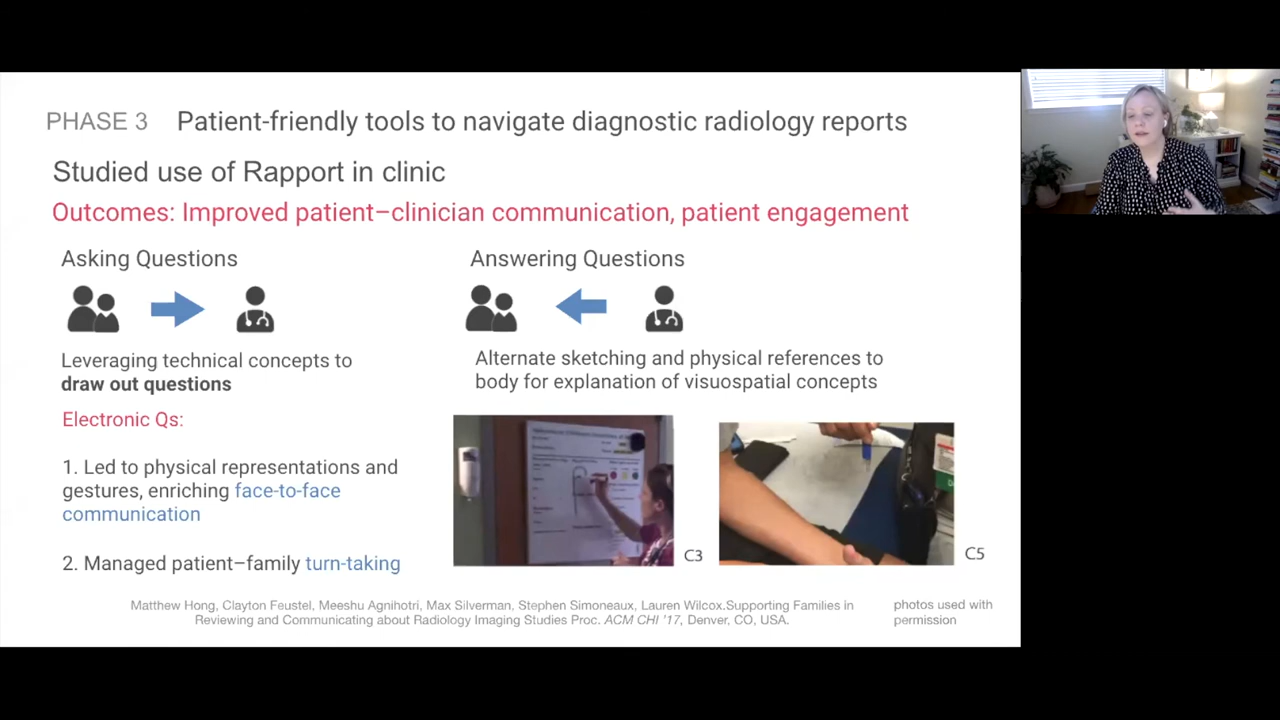 PHASE 3 Patient-friendly tools to navigate diagnostic radiology reports
Studied use of Rapport in clinic
Outcomes: Improved patient–clinician communication, patient engagement
Asking Questions
Leveraging technical concepts to
draw out questions
Electronic Qs:
1. Led to physical representations and
gestures, enriching face-to-face
communication
2. Managed patient–family turn-taking
Answering Questions
Alternate sketching and physical references to
body for explanation of visuospatial concepts
C3
C5
Matthew Hong, Clayton Feustel, Meeshu Agnihotri, Max Silverman, Stephen Simoneaux, Lauren Wilcox.Supporting Families in
Reviewing and Communicating about Radiology Imaging Studies Proc. ACM CHI '17, Denver, CO, USA.
photos used with
permission